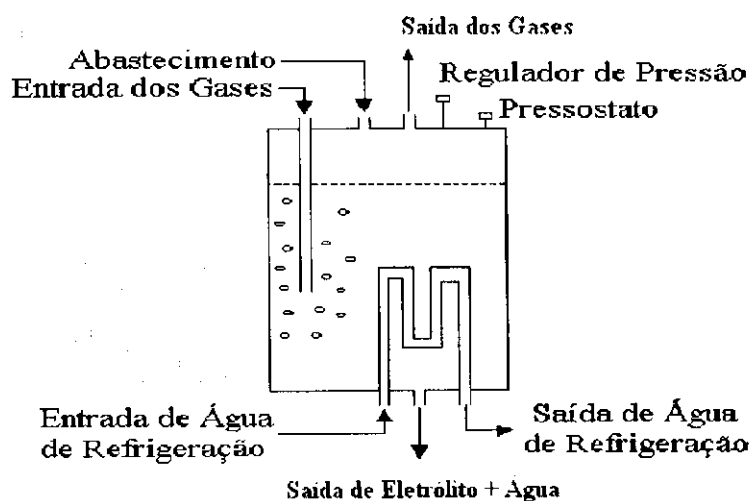 Saída dos Gases
Abastecimento
Entrada dos Gases
Regulador de Pressão
Pressostato
Entrada de Água
de Refrigeração
Saída de Água
de Refrigeração
Saída de Eletrólito + Água